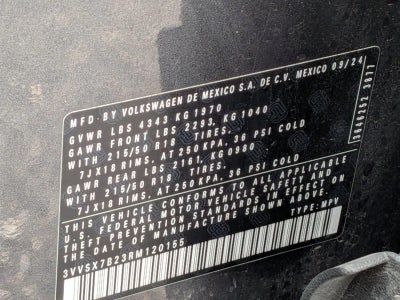 MFD. BY VOLKSWAGEN DE MEXICO S.A. DE C.V. MEXICO 09/24
GVWR LBS 4343 KG 1970
GAWR FRONT LBS 2293, KG 1040
WITH 215/50 R18 TIRES,
7JX18 RIMS. AT 250 KPA. 36 PSI COLD
GAWR REAR LBS 2161, KG 0980
WITH 215/50 R18 TIRES,
7JX18 RIMS. AT 250 KPA. 36 PSI COLD
THIS VEHICLE CONFORMS TO ALL APPLICABLE
U.S. FEDERAL MOTOR VEHICLE SAFETY AND
THEFT PREVENTION STANDARDS IN EFFECT ON
THE DATE OF MANUFACTURE SHOWN ABOVE.
3VVSX7B23RM120155 TYPE: MPV